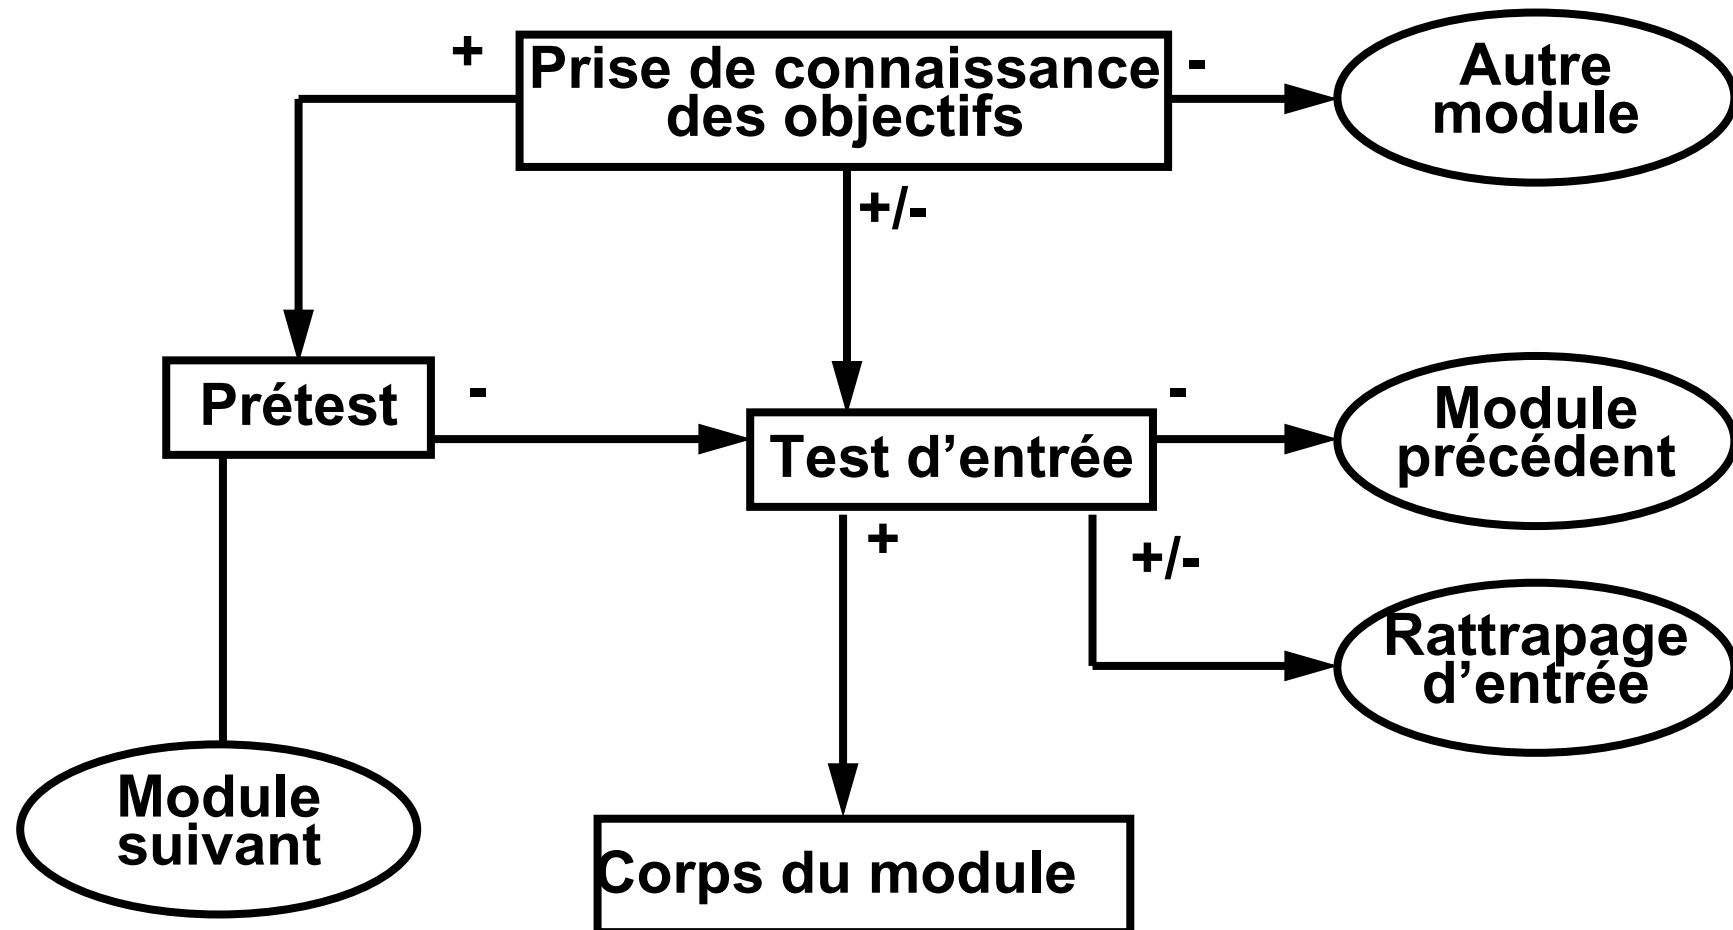 +
Prise de connaissance
des objectifs
-
Autre
module
+/-
Prétest
-
Test d’entrée
-
Module
précédent
+
+/-
Rattrapage
d’entrée
Module
suivant
Corps du module